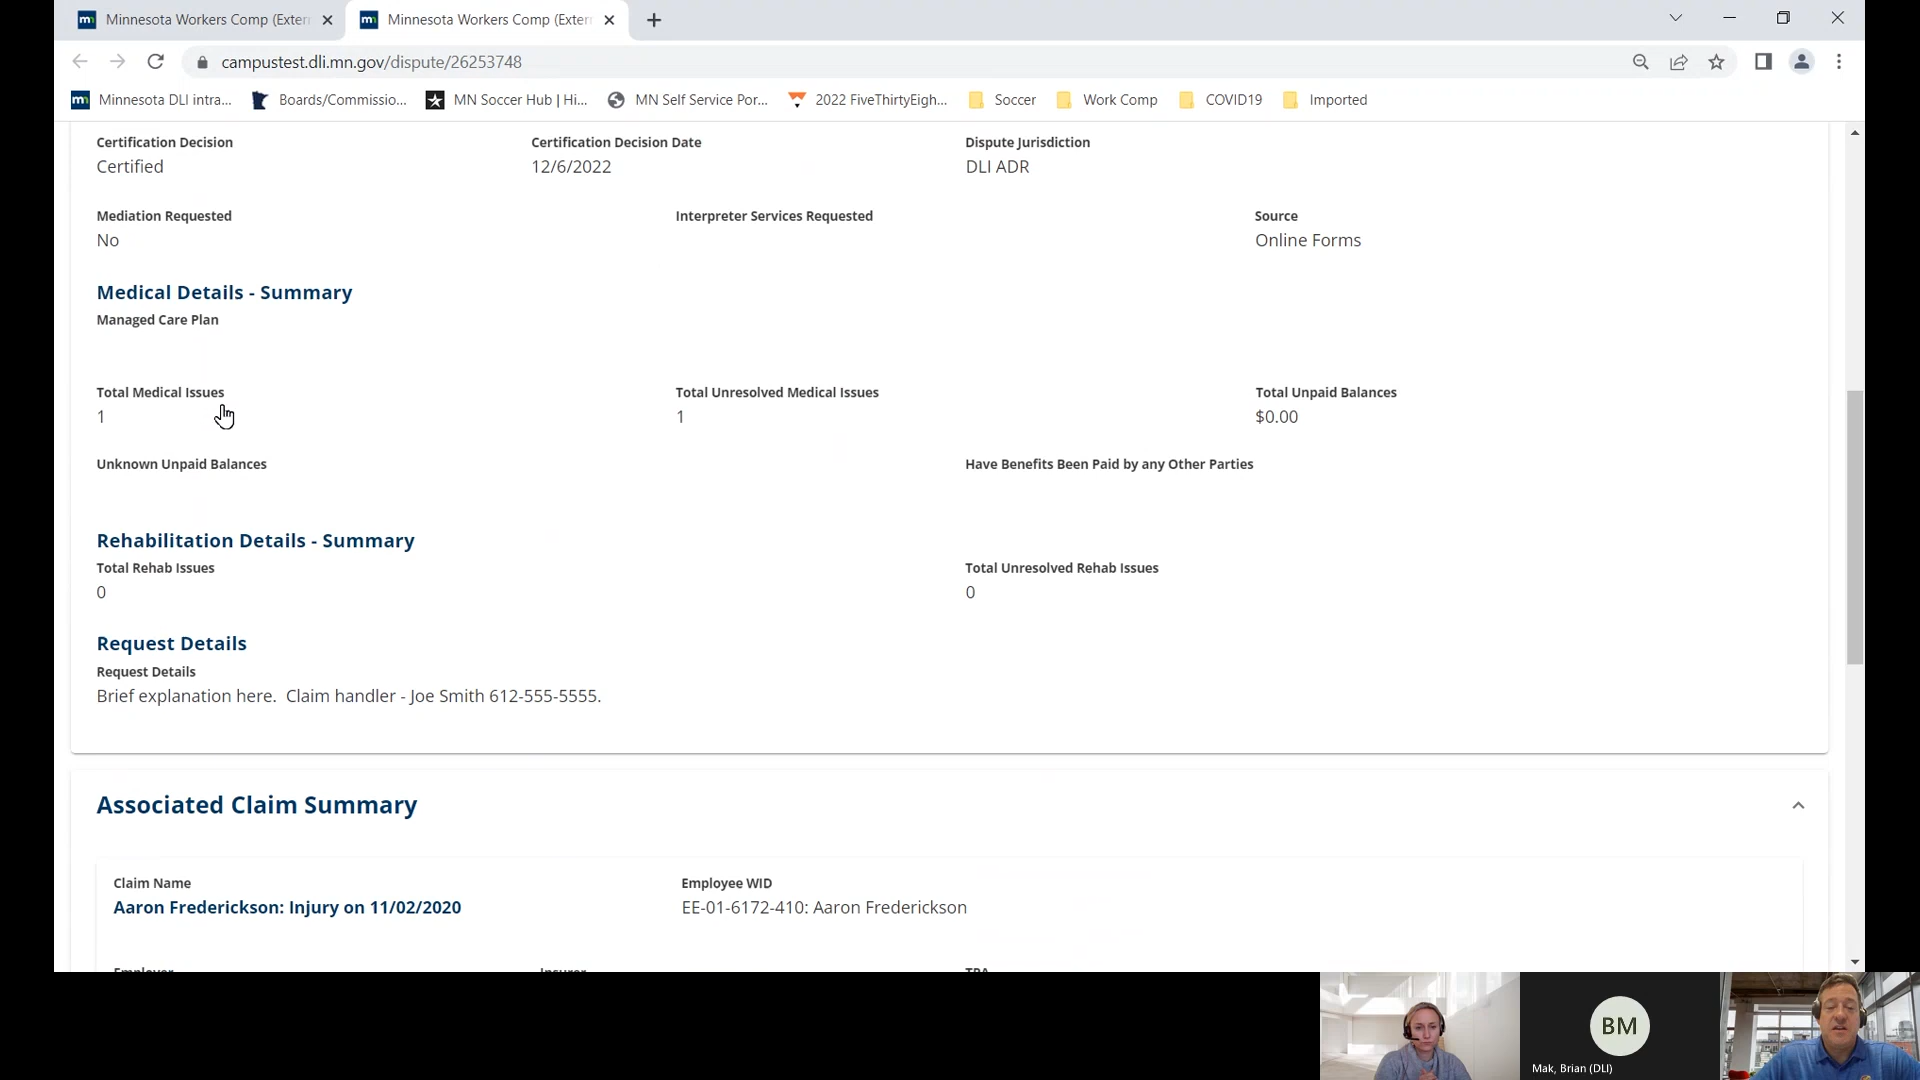 Minnesota Workers Comp (Exter
Minnesota Workers Comp (Exter
campustest.dli.mn.gov/dispute/26253748
Minnesota DLI intra...
Boards/Commissio...
MN Soccer Hub | Hi...
MN Self Service Por...
2022 FiveThirtyEigh...
Soccer
Work Comp
COVID19
Imported
Certification Decision
Certification Decision Date
Dispute Jurisdiction
Certified
12/6/2022
DLI ADR
Mediation Requested
Interpreter Services Requested
Source
No
Online Forms
Medical Details - Summary
Managed Care Plan
Total Medical Issues
Total Unresolved Medical Issues
Total Unpaid Balances
1
1
$0.00
Unknown Unpaid Balances
Have Benefits Been Paid by any Other Parties
Rehabilitation Details - Summary
Total Rehab Issues
Total Unresolved Rehab Issues
0
0
Request Details
Request Details
Brief explanation here.  Claim handler - Joe Smith 612-555-5555.
Associated Claim Summary
Claim Name
Employee WID
Aaron Frederickson: Injury on 11/02/2020
EE-01-6172-410: Aaron Frederickson
Employer
Insurer
TPA
BM
Mak, Brian (DLI)